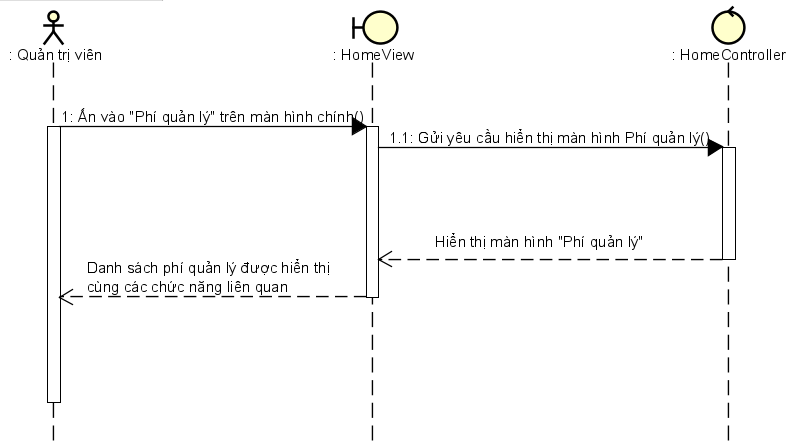 : Quản trị viên
: HomeView
: HomeController
1: Ấn vào "Phí quản lý" trên màn hình chính()
1.1: Gửi yêu cầu hiển thị màn hình Phí quản lý()
Hiển thị màn hình "Phí quản lý"
Danh sách phí quản lý được hiển thị
cùng các chức năng liên quan